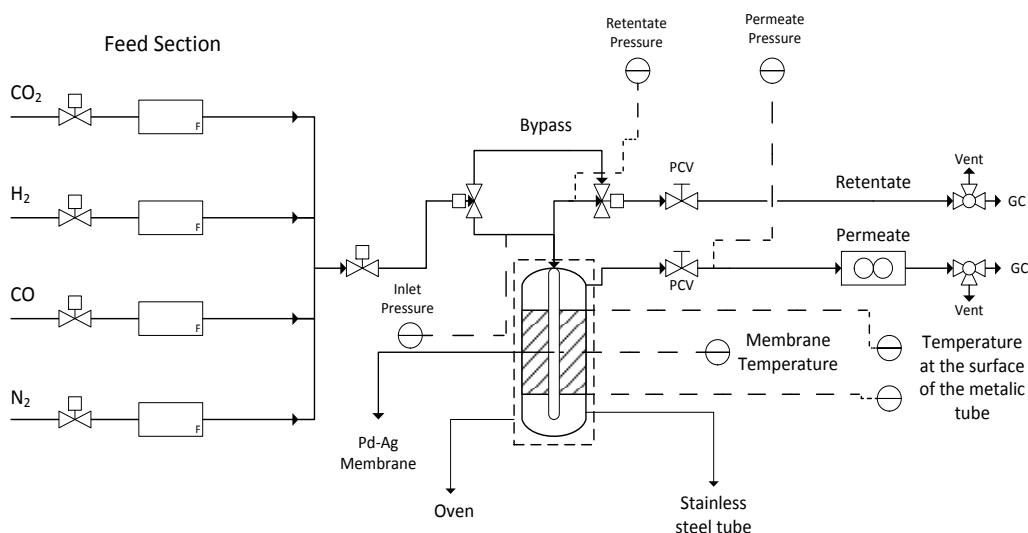 Feed Section
CO₂
F
H₂
F
CO
F
N₂
F
Bypass
Inlet
Pressure
Retentate
Pressure
Permeate
Pressure
PCV
Retentate
Vent
GC
PCV
Permeate
GC
Vent
Membrane
Temperature
Temperature
at the surface
of the metalic
tube
Pd-Ag
Membrane
Oven
Stainless
steel tube